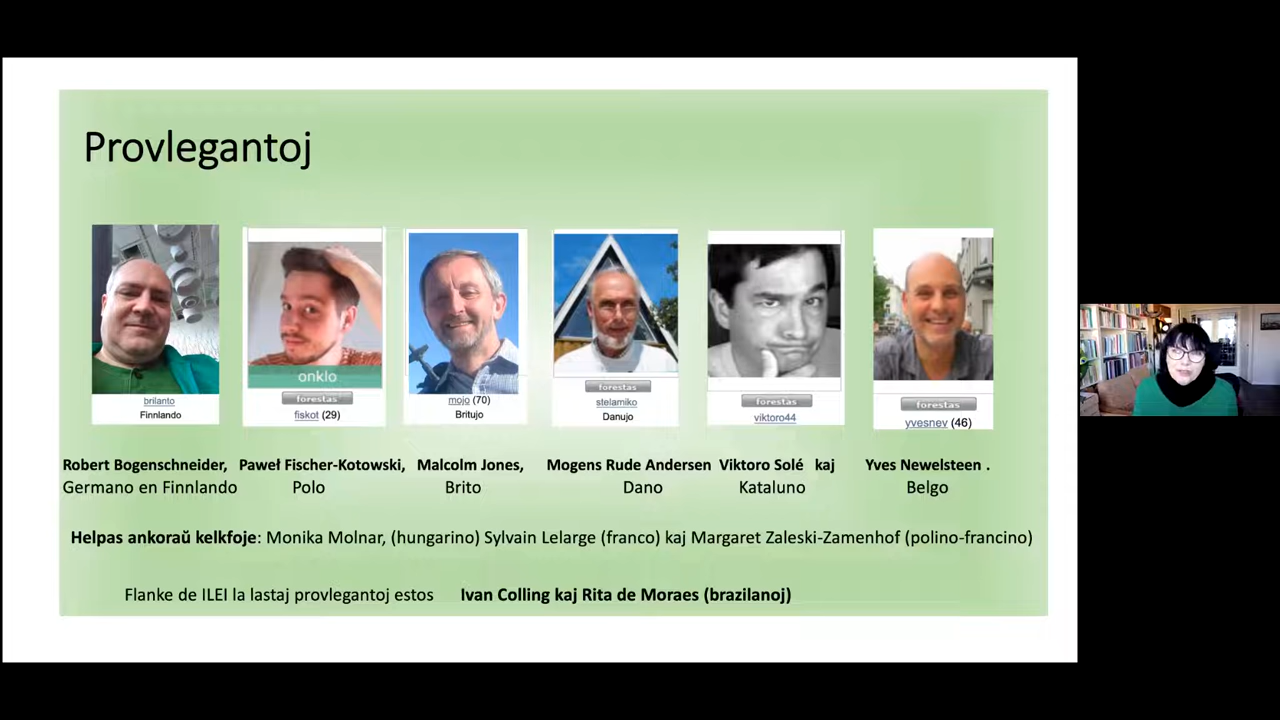 Provlegantoj
brilanto
Finnlando
onklo
forestas
fiskot (29)
mojo (70)
Britujo
forestas
stelamiko
Danujo
forestas
viktoro44
forestas
yvesnev (46)
Robert Bogenschneider, Paweł Fischer-Kotowski, Malcolm Jones, Mogens Rude Andersen Viktoro Solé kaj Yves Newelsteen .
Germano en Finnlando Polo Brito Dano Kataluno Belgo
Helpas ankoraŭ kelkfoje: Monika Molnar, (hungarino) Sylvain Lelarge (franco) kaj Margaret Zaleski-Zamenhof (polino-francino)
Flanke de ILEI la lastaj provlegantoj estos Ivan Colling kaj Rita de Moraes (brazilanoj)